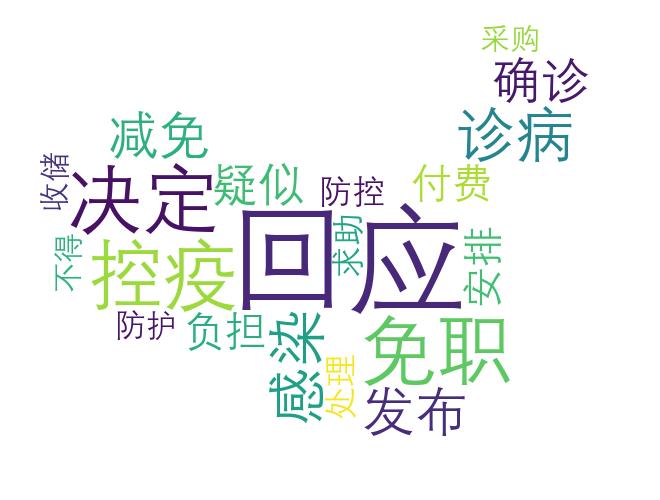 采购
确诊
诊病
减免
收储
决定
疑似
防控
付费
回应
求助
不得
控疫
安排
防护
负担
感染
免职
处理
发布